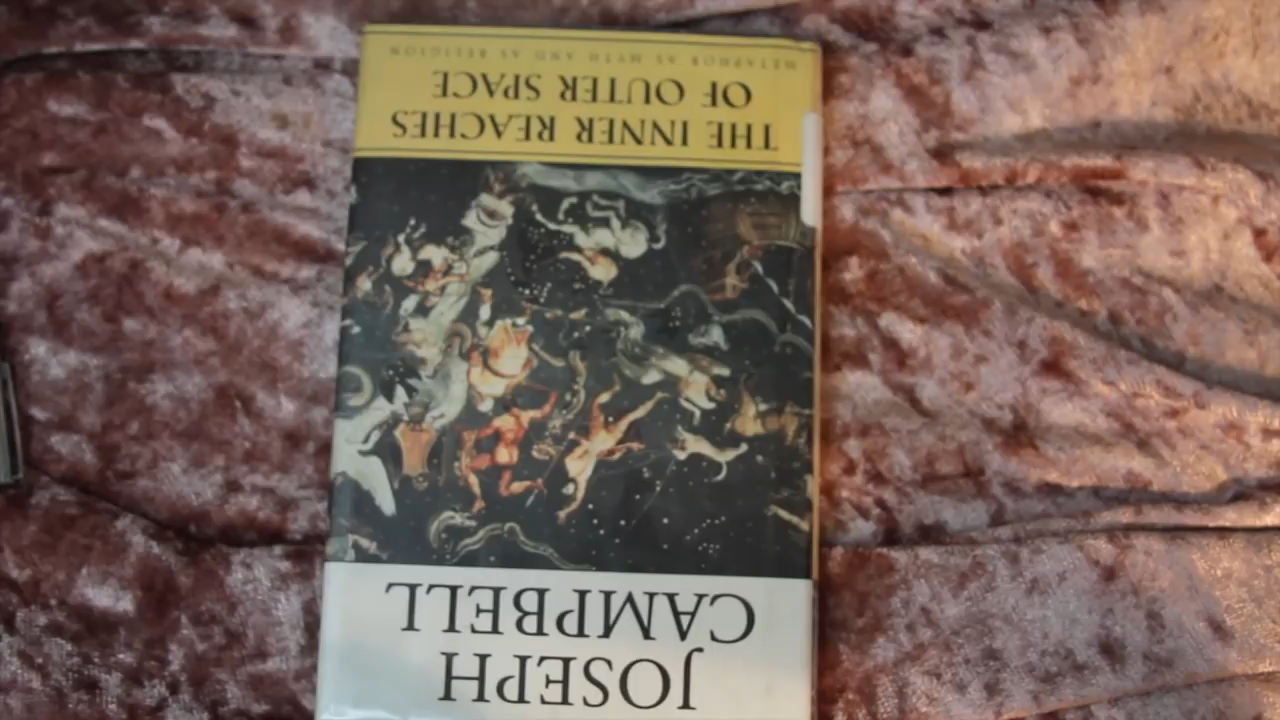 JOSEPH
CAMPBELL
THE INNER REACHES
OF OUTER SPACE
METAPHOR AS MYTH AND AS RELIGION